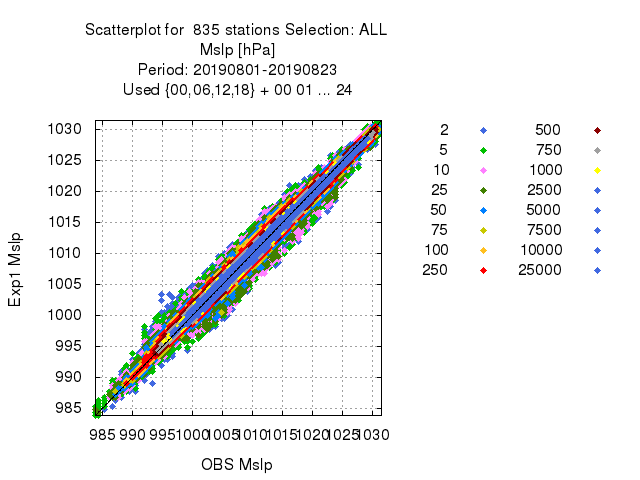 Scatterplot for 835 stations Selection: ALL
Mslp [hPa]
Period: 20190801-20190823
Used {00,06,12,18} + 00 01 ... 24
1030
1025
1020
1015
1010
1005
1000
995
990
985
Exp1 Mslp
985 990 995 1000 1005 1010 1015 1020 1025 1030
OBS Mslp
2 500
5 750
10 1000
25 2500
50 5000
75 7500
100 10000
250 25000